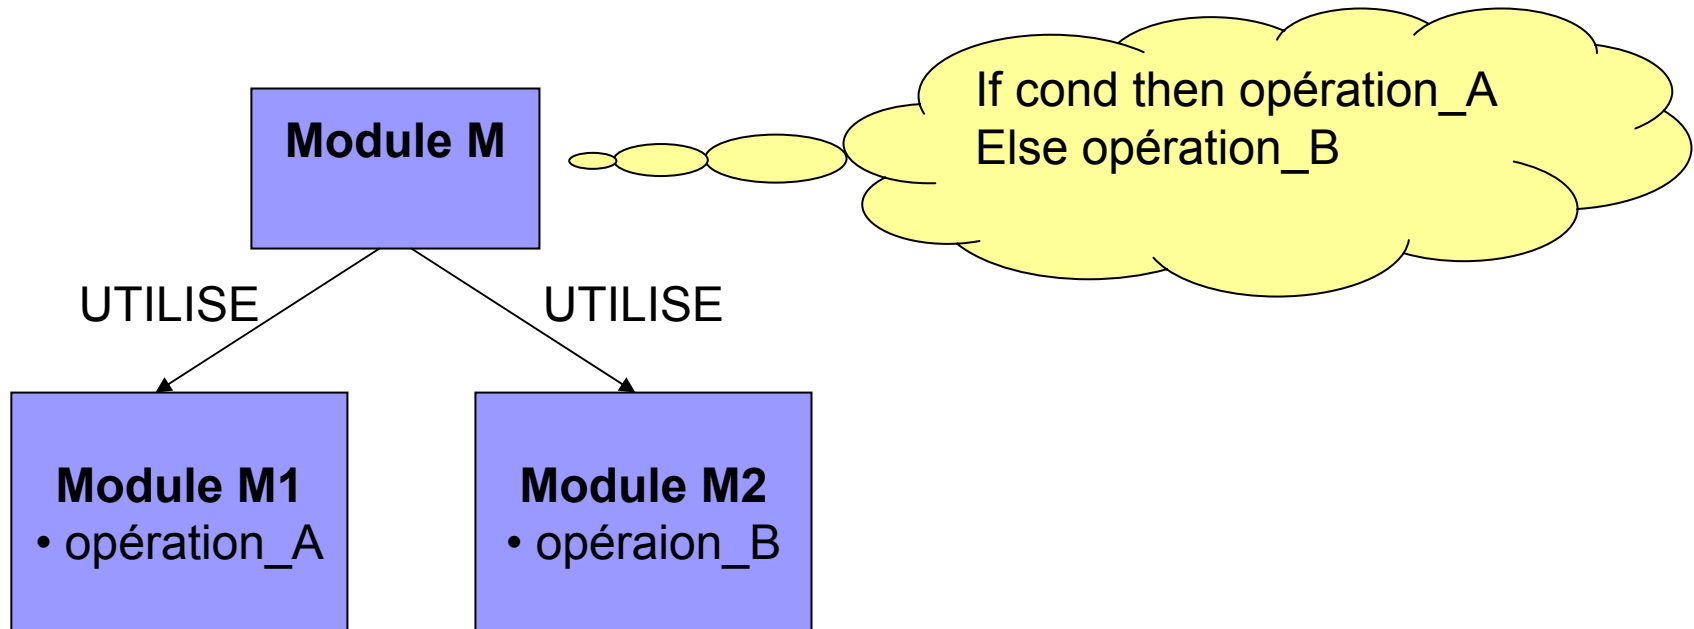 If cond then opération_A
Else opération_B
Module M
UTILISE
UTILISE
Module M1
• opération_A
Module M2
• opéraion_B